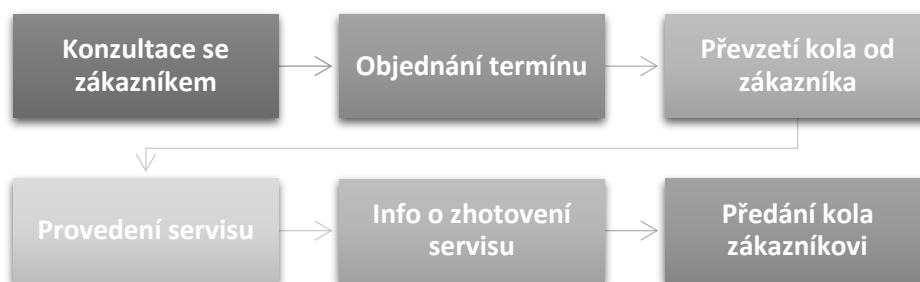 Konzultace se
zákazníkem
Objednání termínu
Převzetí kola od
zákazníka
Provedení servisu
Info o zhotovení
servisu
Předání kola
zákazníkovi